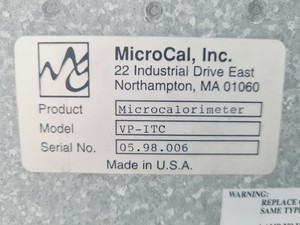 MicroCal, Inc.
22 Industrial Drive East
Northampton, MA 01060
Product Microcalorimeter
Model VP-ITC
Serial No. 05.98.006
Made in U.S.A.
WARNING:
REPLACE
SAME TYP